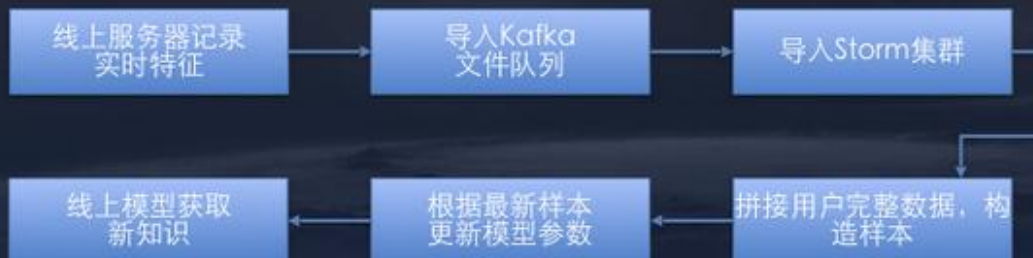 线上服务器记录
实时特征
导入Kafka
文件队列
导入Storm集群
拼接用户完整数据，构
造样本
根据最新样本
更新模型参数
线上模型获取
新知识